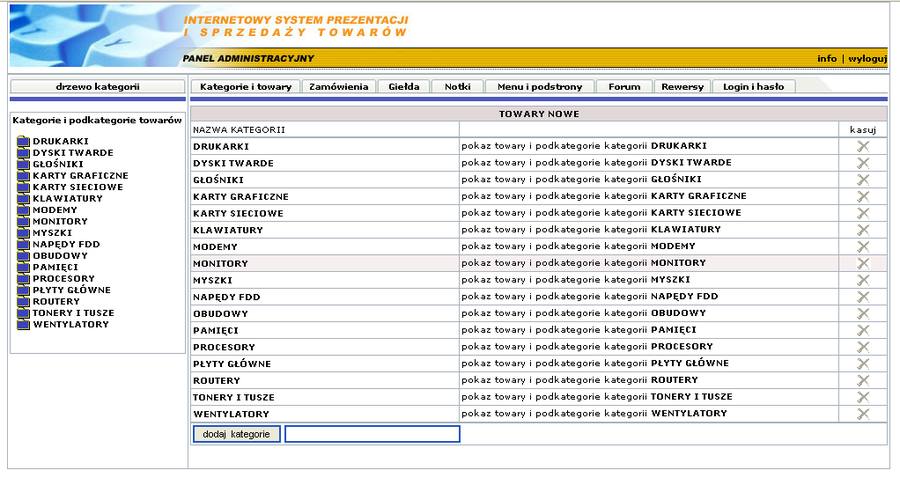 INTERNETOWY SYSTEM PREZENTACJI
I SPRZEDAŻY TOWARÓW
PANEL ADMINISTRACYJNY
info | wyloguj
drzewo kategorii
Kategorie i towary Zamówienia Giełda Notki Menu i podstrony Forum Rewersy Login i hasło
Kategorie i podkategorie towarów
DRUKARKI
DYSKI TWARDE
GŁOŚNIKI
KARTY GRAFICZNE
KARTY SIECIOWE
KLAWIATURY
MODEMY
MONITORY
MYSZKI
NAPĘDY FDD
OBUDOWY
PAMIĘCI
PROCESORY
PŁYTY GŁÓWNE
ROUTERY
TONERY I TUSZE
WENTYLATORY
TOWARY NOWE
NAZWA KATEGORII kasuj
DRUKARKI pokaz towary i podkategorie kategorii DRUKARKI
DYSKI TWARDE pokaz towary i podkategorie kategorii DYSKI TWARDE
GŁOŚNIKI pokaz towary i podkategorie kategorii GŁOŚNIKI
KARTY GRAFICZNE pokaz towary i podkategorie kategorii KARTY GRAFICZNE
KARTY SIECIOWE pokaz towary i podkategorie kategorii KARTY SIECIOWE
KLAWIATURY pokaz towary i podkategorie kategorii KLAWIATURY
MODEMY pokaz towary i podkategorie kategorii MODEMY
MONITORY pokaz towary i podkategorie kategorii MONITORY
MYSZKI pokaz towary i podkategorie kategorii MYSZKI
NAPĘDY FDD pokaz towary i podkategorie kategorii NAPĘDY FDD
OBUDOWY pokaz towary i podkategorie kategorii OBUDOWY
PAMIĘCI pokaz towary i podkategorie kategorii PAMIĘCI
PROCESORY pokaz towary i podkategorie kategorii PROCESORY
PŁYTY GŁÓWNE pokaz towary i podkategorie kategorii PŁYTY GŁÓWNE
ROUTERY pokaz towary i podkategorie kategorii ROUTERY
TONERY I TUSZE pokaz towary i podkategorie kategorii TONERY I TUSZE
WENTYLATORY pokaz towary i podkategorie kategorii WENTYLATORY
dodaj kategorie